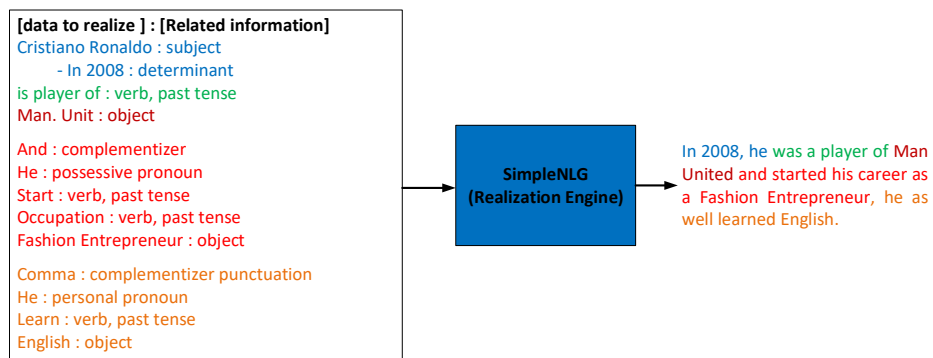 [data to realize ] : [Related information]
Cristiano Ronaldo : subject
- In 2008 : determinant
is player of : verb, past tense
Man. Unit : object
And : complementizer
He : possessive pronoun
Start : verb, past tense
Occupation : verb, past tense
Fashion Entrepreneur : object
Comma : complementizer punctuation
He : personal pronoun
Learn : verb, past tense
English : object
SimpleNLG
(Realization Engine)
In 2008, he was a player of Man
United and started his career as
a Fashion Entrepreneur, he as
well learned English.